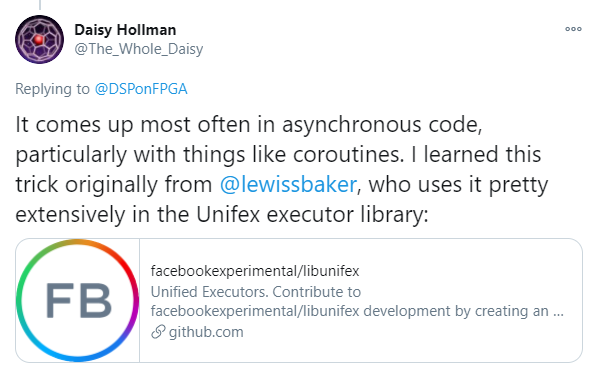 Daisy Hollman
@The_Whole_Daisy
Replying to @DSPonFPGA
It comes up most often in asynchronous code,
particularly with things like coroutines. I learned this
trick originally from @lewissbaker, who uses it pretty
extensively in the Unifex executor library:
FB
facebookexperimental/libunifex
Unified Executors. Contribute to
facebookexperimental/libunifex development by creating an ...
github.com